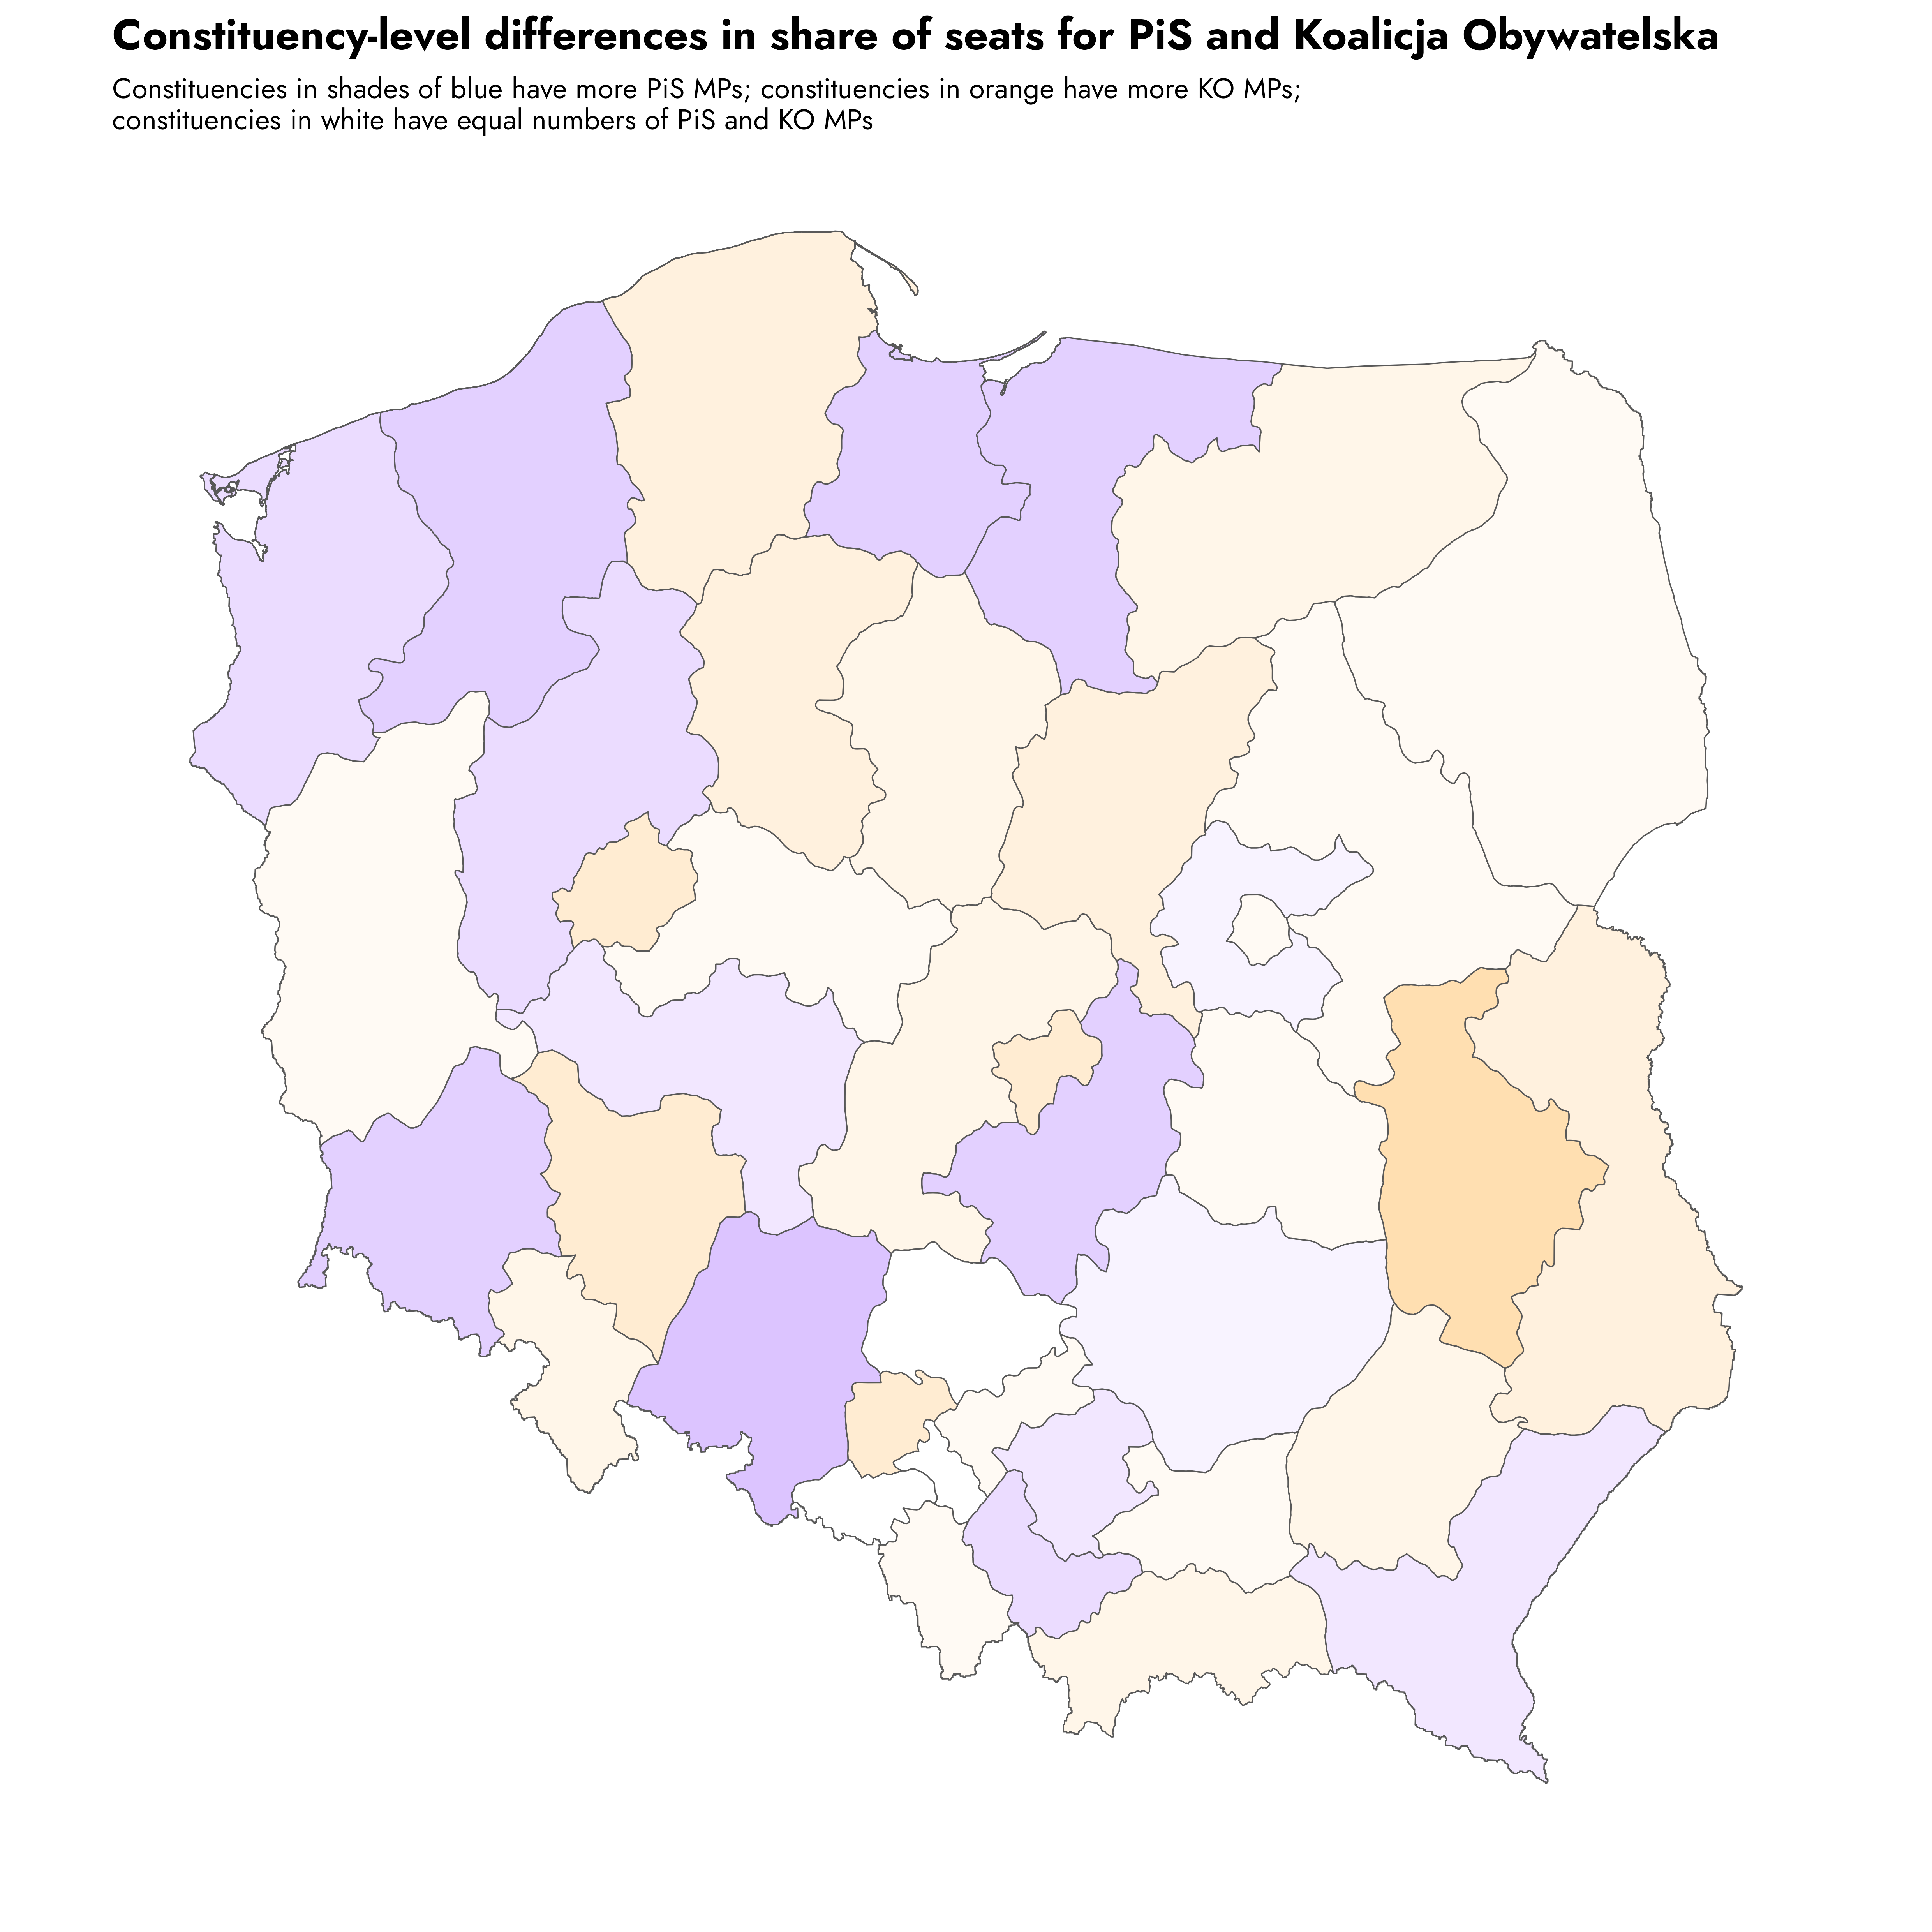 Constituency-level differences in share of seats for PiS and Koalicja Obywatelska
Constituencies in shades of blue have more PiS MPs; constituencies in orange have more KO MPs;
constituencies in white have equal numbers of PiS and KO MPs